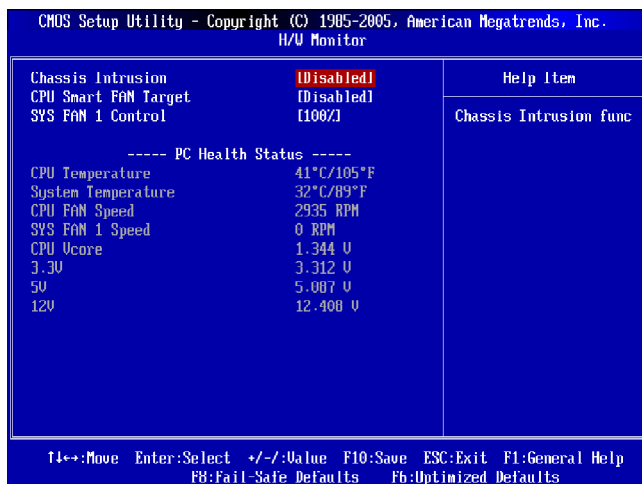 CMOS Setup Utility - Copyright (C) 1985-2005, American Megatrends, Inc.
H/W Monitor
Chassis Intrusion [Disabled]
CPU Smart FAN Target [Disabled]
SYS FAN 1 Control [100%]
Help Item
Chassis Intrusion func
----- PC Health Status -----
CPU Temperature 41°C/105°F
System Temperature 32°C/89°F
CPU FAN Speed 2935 RPM
SYS FAN 1 Speed 0 RPM
CPU Vcore 1.344 V
3.3V 3.312 V
5V 5.087 V
12V 12.408 V
↑↓←→:Move Enter:Select +/-/:Value F10:Save ESC:Exit F1:General Help
F8:Fail-Safe Defaults F6:Optimized Defaults